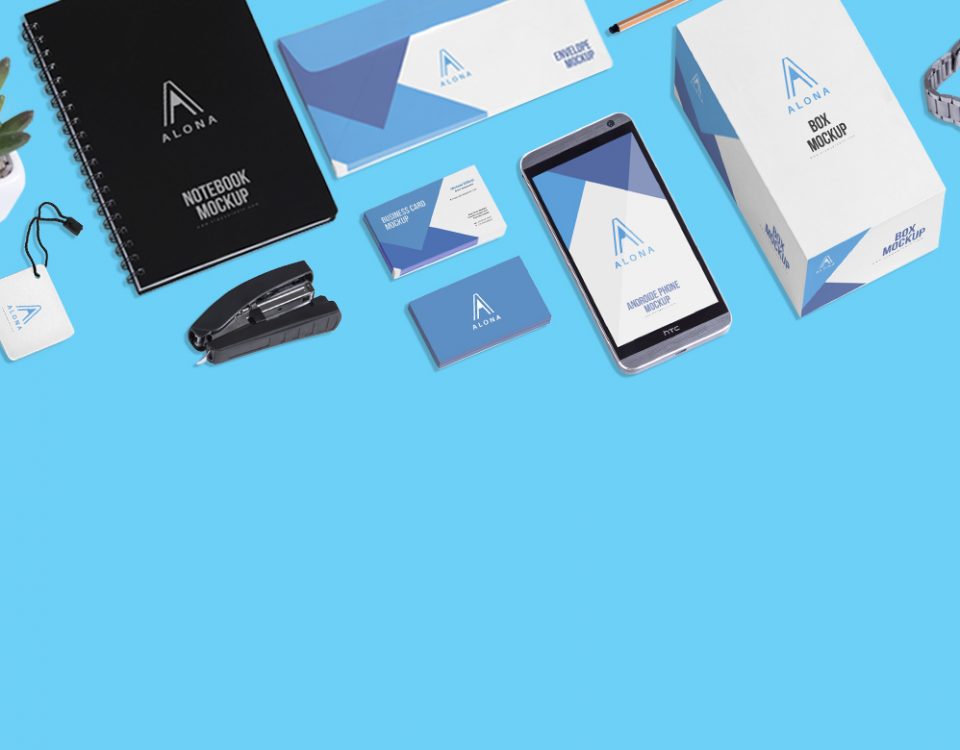 ALONA
NOTEBOOK
MOCKUP
ALONA
ENVELOPE
MOCKUP
ALONA
BOX
MOCKUP
BUSINESS CARD
MOCKUP
ALONA
ALONA
ANDROIDE PHONE
MOCKUP
htc
BOX
MOCKUP
BOX
MOCKUP
ALONA